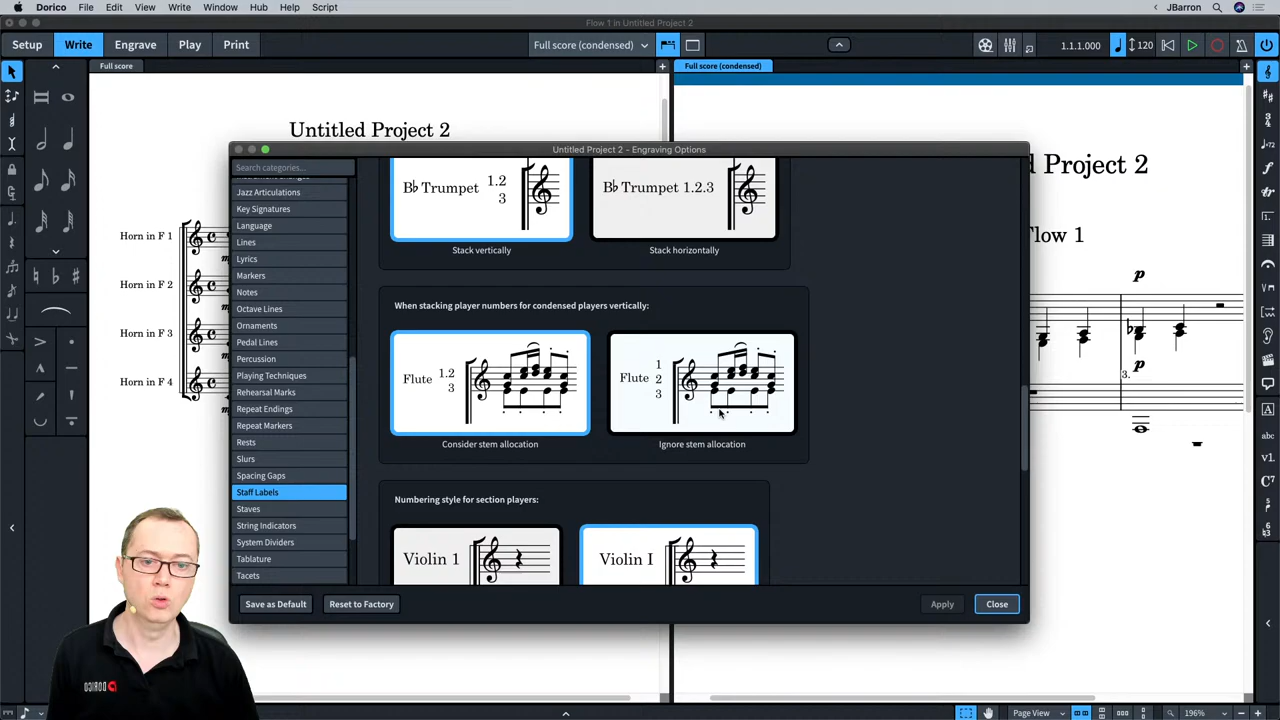 Dorico File Edit View Write Window Hub Help Script
JBarron
Flow 1 in Untitled Project 2
Setup Write Engrave Play Print
Full score (condensed)
1.1.1.000
120
Full score
Full score (condensed)
Untitled Project 2
Project 2
Flow 1
Horn in F 1
Horn in F 2
Horn in F 3
Horn in F 4
p
p
3.
Untitled Project 2 - Engraving Options
Search categories...
Jazz Articulations
Key Signatures
Language
Lines
Lyrics
Markers
Notes
Octave Lines
Ornaments
Pedal Lines
Percussion
Playing Techniques
Rehearsal Marks
Repeat Endings
Repeat Markers
Rests
Slurs
Spacing Gaps
Staff Labels
Staves
String Indicators
System Dividers
Tablature
Tacets
B♭ Trumpet 1.2
3
B♭ Trumpet 1.2.3
Stack vertically
Stack horizontally
When stacking player numbers for condensed players vertically:
Flute 1.2
3
Flute 1
2
3
Consider stem allocation
Ignore stem allocation
Numbering style for section players:
Violin 1
Violin I
Save as Default
Reset to Factory
Apply
Close
DORICO
Page View
196%